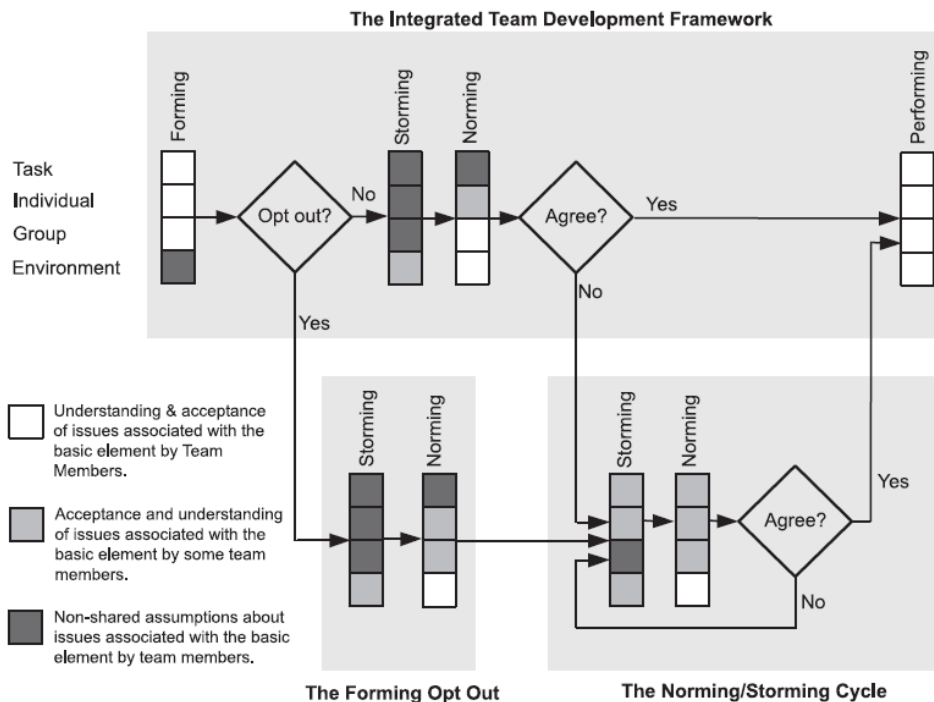 The Integrated Team Development Framework
Forming
Storming
Norming
Performing
Task
Individual
Group
Environment
Opt out?
No
Agree?
Yes
No
Yes
Understanding & acceptance
of issues associated with the
basic element by Team
Members.
Acceptance and understanding
of issues associated with the
basic element by some team
members.
Non-shared assumptions about
issues associated with the basic
element by team members.
Storming
Norming
Storming
Norming
Agree?
Yes
No
The Forming Opt Out
The Norming/Storming Cycle